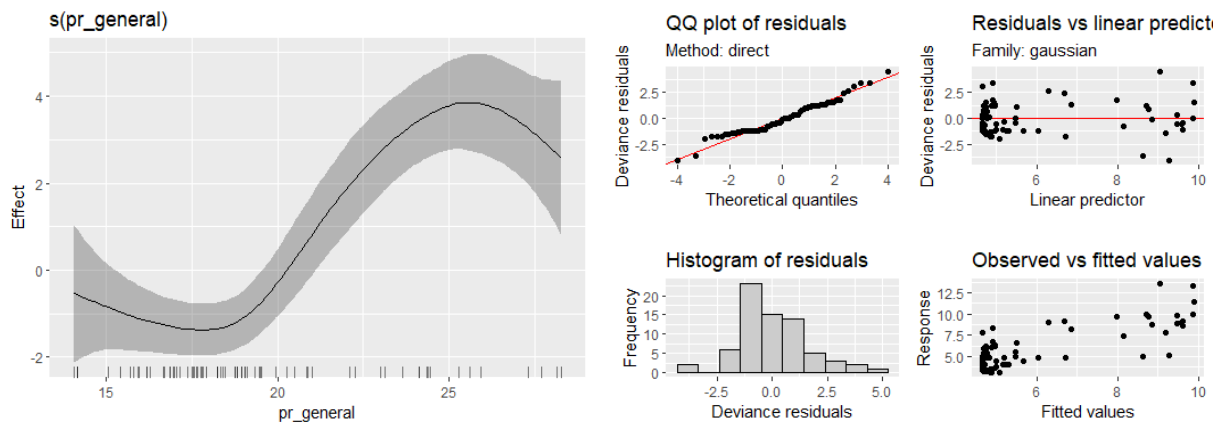 s(pr_general)
Effect
4
2
0
-2
15
20
25
pr_general
QQ plot of residuals
Method: direct
Deviance residuals
2.5
0.0
-2.5
-4
-2
0
2
4
Theoretical quantiles
Residuals vs linear predicto
Family: gaussian
Deviance residuals
2.5
0.0
-2.5
6
8
10
Linear predictor
Histogram of residuals
Frequency
20
15
10
5
0
-2.5
0.0
2.5
5.0
Deviance residuals
Observed vs fitted values
Response
12.5
10.0
7.5
5.0
6
8
10
Fitted values